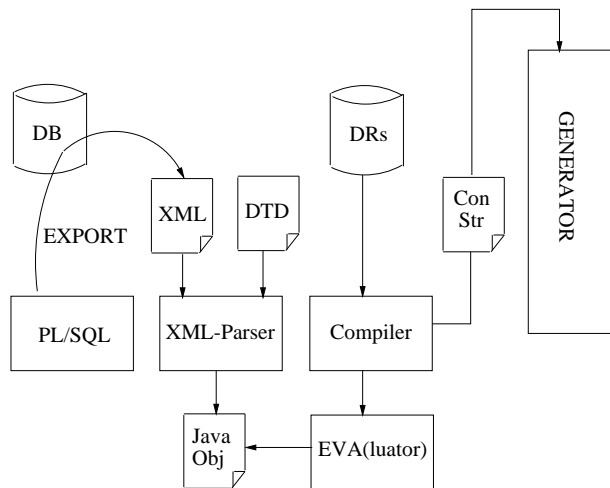 DB
DRs
GENERATOR
XML
DTD
Con
Str
EXPORT
PL/SQL
XML-Parser
Compiler
Java
Obj
EVA(luator)